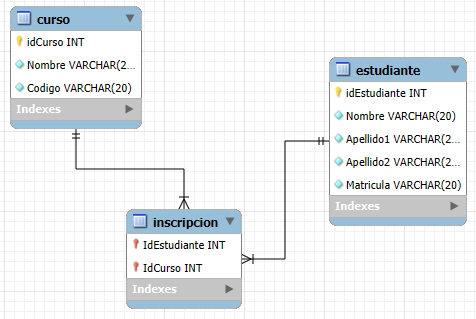 curso
idCurso INT
Nombre VARCHAR(2...
Codigo VARCHAR(20)
Indexes
estudiante
idEstudiante INT
Nombre VARCHAR(20)
Apellido1 VARCHAR(2...
Apellido2 VARCHAR(2...
Matricula VARCHAR(20)
Indexes
inscripcion
IdEstudiante INT
IdCurso INT
Indexes